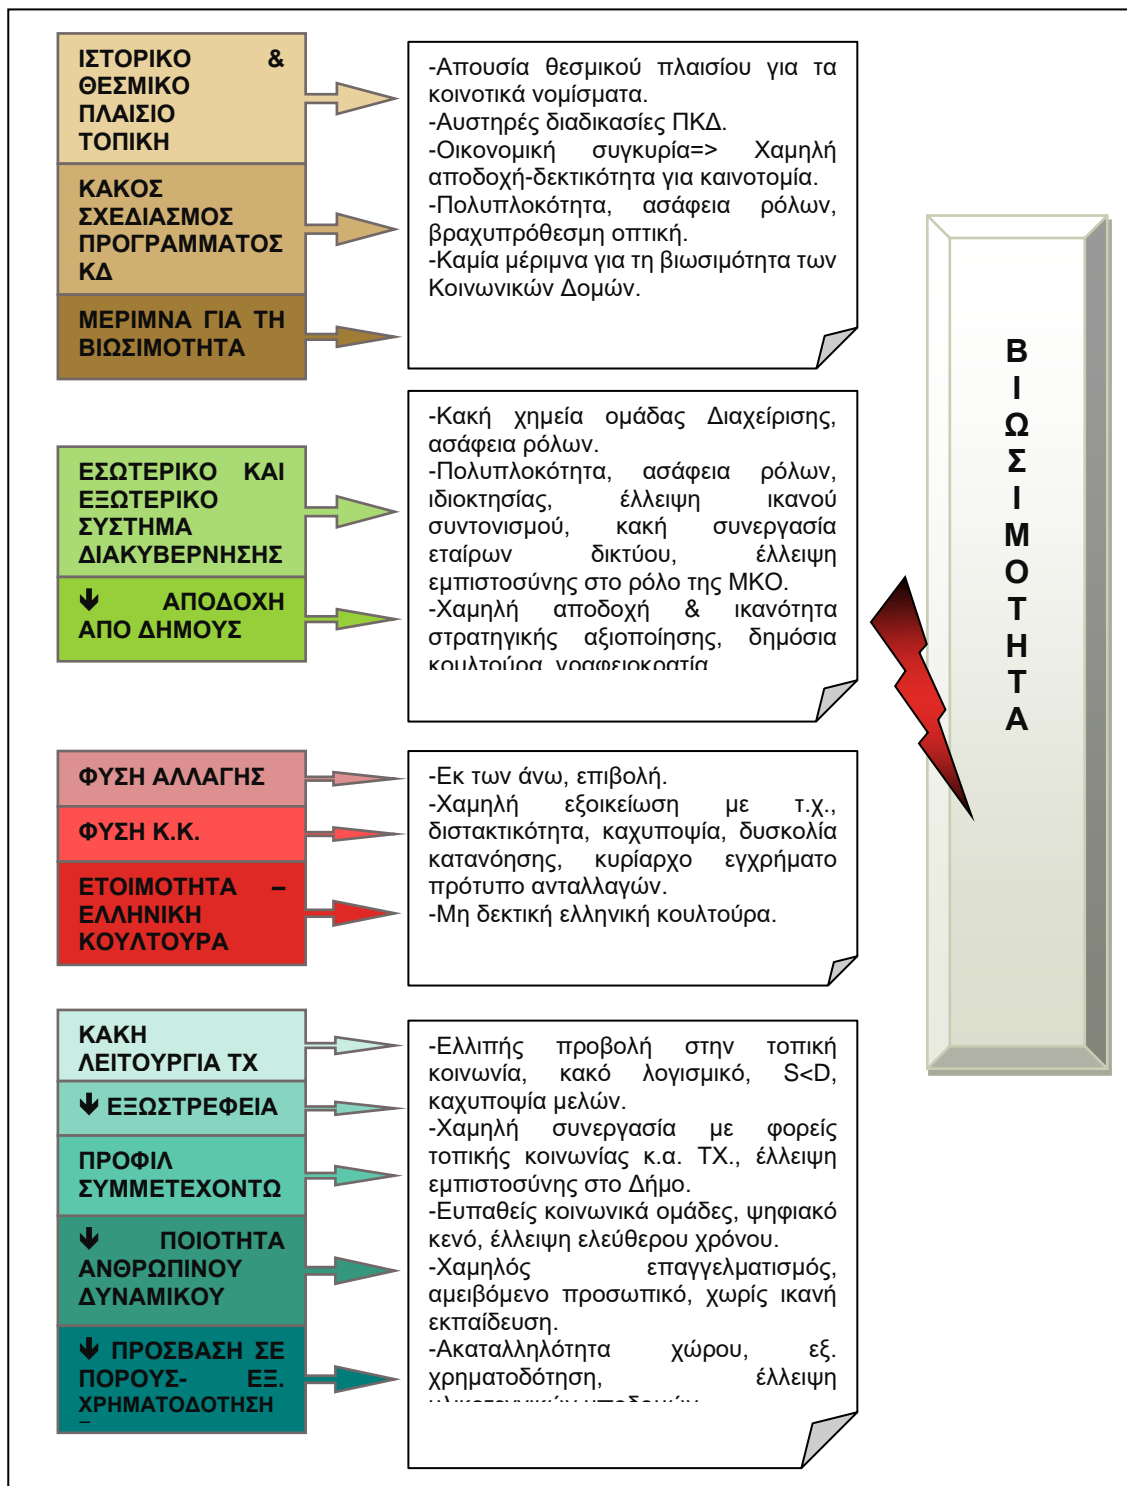 ΙΣΤΟΡΙΚΟ &
ΘΕΣΜΙΚΟ
ΠΛΑΙΣΙΟ
ΤΟΠΙΚΗ
ΚΑΚΟΣ
ΣΧΕΔΙΑΣΜΟΣ
ΠΡΟΓΡΑΜΜΑΤΟΣ
ΚΔ
ΜΕΡΙΜΝΑ ΓΙΑ ΤΗ
ΒΙΩΣΙΜΟΤΗΤΑ
-Απουσία θεσμικού πλαισίου για τα
κοινοτικά νομίσματα.
-Αυστηρές διαδικασίες ΠΚΔ.
-Οικονομική συγκυρία=> Χαμηλή
αποδοχή-δεκτικότητα για καινοτομία.
-Πολυπλοκότητα, ασάφεια ρόλων,
βραχυπρόθεσμη οπτική.
-Καμία μέριμνα για τη βιωσιμότητα των
Κοινωνικών Δομών.
ΕΣΩΤΕΡΙΚΟ ΚΑΙ
ΕΞΩΤΕΡΙΚΟ
ΣΥΣΤΗΜΑ
ΔΙΑΚΥΒΕΡΝΗΣΗΣ
🡻 ΑΠΟΔΟΧΗ
ΑΠΟ ΔΗΜΟΥΣ
-Κακή χημεία ομάδας Διαχείρισης,
ασάφεια ρόλων.
-Πολυπλοκότητα, ασάφεια ρόλων,
ιδιοκτησίας, έλλειψη ικανού
συντονισμού, κακή συνεργασία
εταίρων δικτύου, έλλειψη
εμπιστοσύνης στο ρόλο της ΜΚΟ.
-Χαμηλή αποδοχή & ικανότητα
στρατηγικής αξιοποίησης, δημόσια
κουλτούρα, γραφειοκρατία
ΦΥΣΗ ΑΛΛΑΓΗΣ
ΦΥΣΗ Κ.Κ.
ΕΤΟΙΜΟΤΗΤΑ –
ΕΛΛΗΝΙΚΗ
ΚΟΥΛΤΟΥΡΑ
-Εκ των άνω, επιβολή.
-Χαμηλή εξοικείωση με τ.χ.,
διστακτικότητα, καχυποψία, δυσκολία
κατανόησης, κυρίαρχο εγχρήματο
πρότυπο ανταλλαγών.
-Μη δεκτική ελληνική κουλτούρα.
ΚΑΚΗ
ΛΕΙΤΟΥΡΓΙΑ ΤΧ
🡻 ΕΞΩΣΤΡΕΦΕΙΑ
ΠΡΟΦΙΛ
ΣΥΜΜΕΤΕΧΟΝΤΩ
🡻 ΠΟΙΟΤΗΤΑ
ΑΝΘΡΩΠΙΝΟΥ
ΔΥΝΑΜΙΚΟΥ
🡻 ΠΡΟΣΒΑΣΗ ΣΕ
ΠΟΡΟΥΣ- ΕΞ.
ΧΡΗΜΑΤΟΔΟΤΗΣΗ
-Ελλιπής προβολή στην τοπική
κοινωνία, κακό λογισμικό, S<D,
καχυποψία μελών.
-Χαμηλή συνεργασία με φορείς
τοπικής κοινωνίας κ.α. ΤΧ., έλλειψη
εμπιστοσύνης στο Δήμο.
-Ευπαθείς κοινωνικά ομάδες, ψηφιακό
κενό, έλλειψη ελεύθερου χρόνου.
-Χαμηλός επαγγελματισμός,
αμειβόμενο προσωπικό, χωρίς ικανή
εκπαίδευση.
-Ακαταλληλότητα χώρου, εξ.
χρηματοδότηση, έλλειψη
Β
Ι
Ω
Σ
Ι
Μ
Ο
Τ
Η
Τ
Α